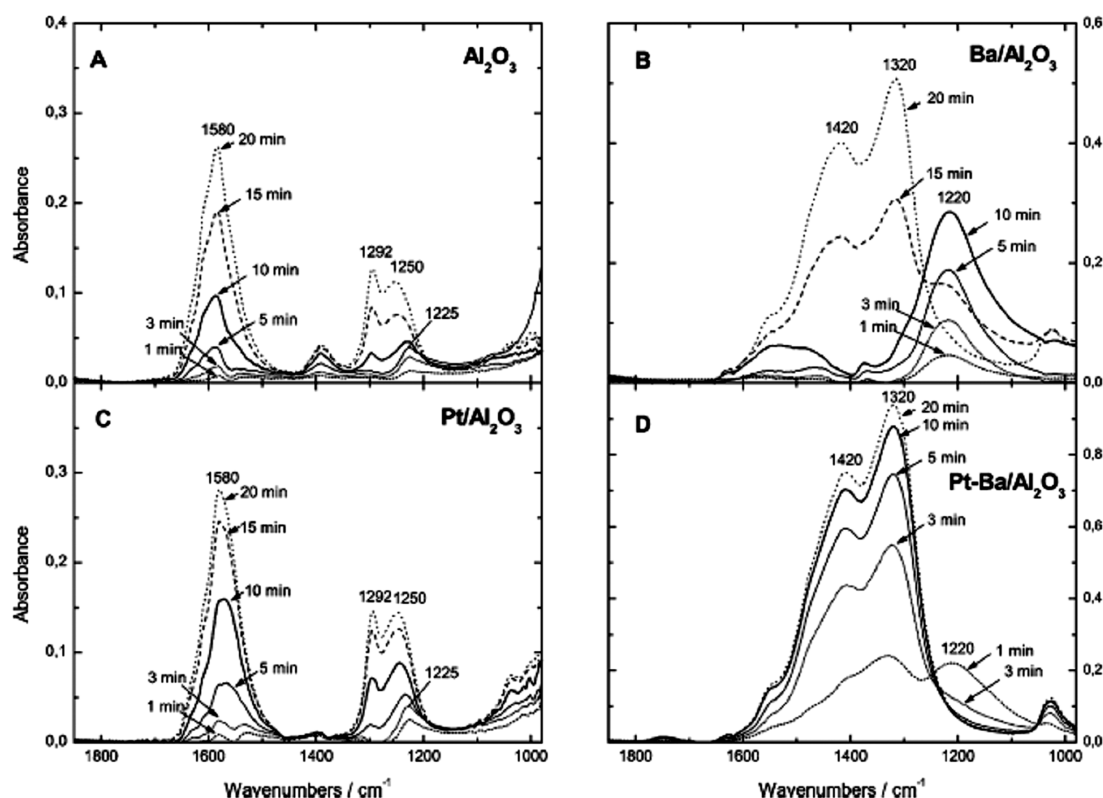 0,4
A
Al₂O₃
1580
20 min
0,3
15 min
0,2
10 min
1292
1250
3 min
5 min
1225
0,1
1 min
0,0
Absorbance
B
Ba/Al₂O₃
0,6
1320
20 min
1420
0,4
15 min
1220
10 min
5 min
0,2
3 min
1 min
0,0
C
Pt/Al₂O₃
1580
20 min
0,3
15 min
0,2
10 min
1292
1250
5 min
3 min
1225
0,1
1 min
0,0
Absorbance
1800
1600
1400
1200
1000
Wavenumbers / cm⁻¹
D
1320
20 min
10 min
1420
5 min
Pt-Ba/Al₂O₃
0,8
3 min
0,6
0,4
1220
1 min
3 min
0,2
0,0
1800
1600
1400
1200
1000
Wavenumbers / cm⁻¹